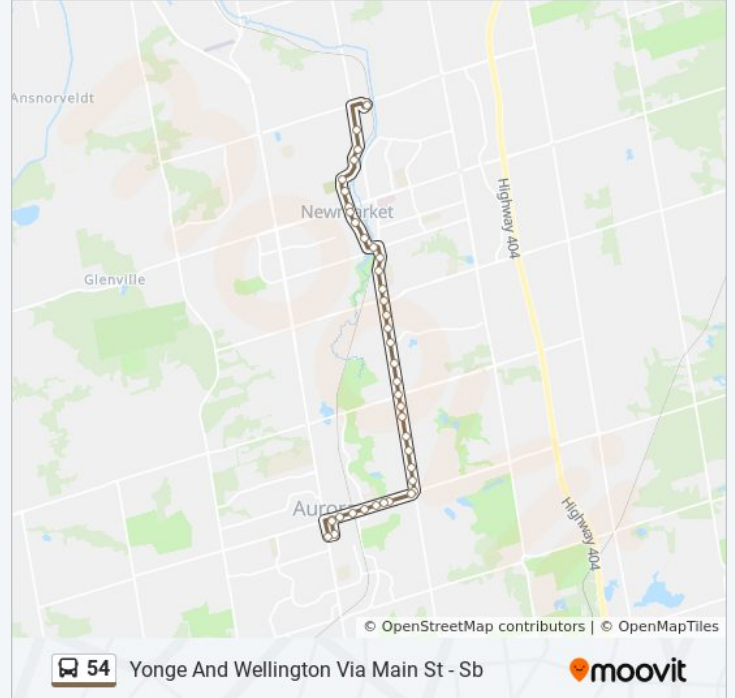 Ansnorveldt
Newmarket
Highway 404
Glenville
Aurora
Highway 404
© OpenStreetMap contributors | © OpenMapTiles
54 Yonge And Wellington Via Main St - Sb
moovit